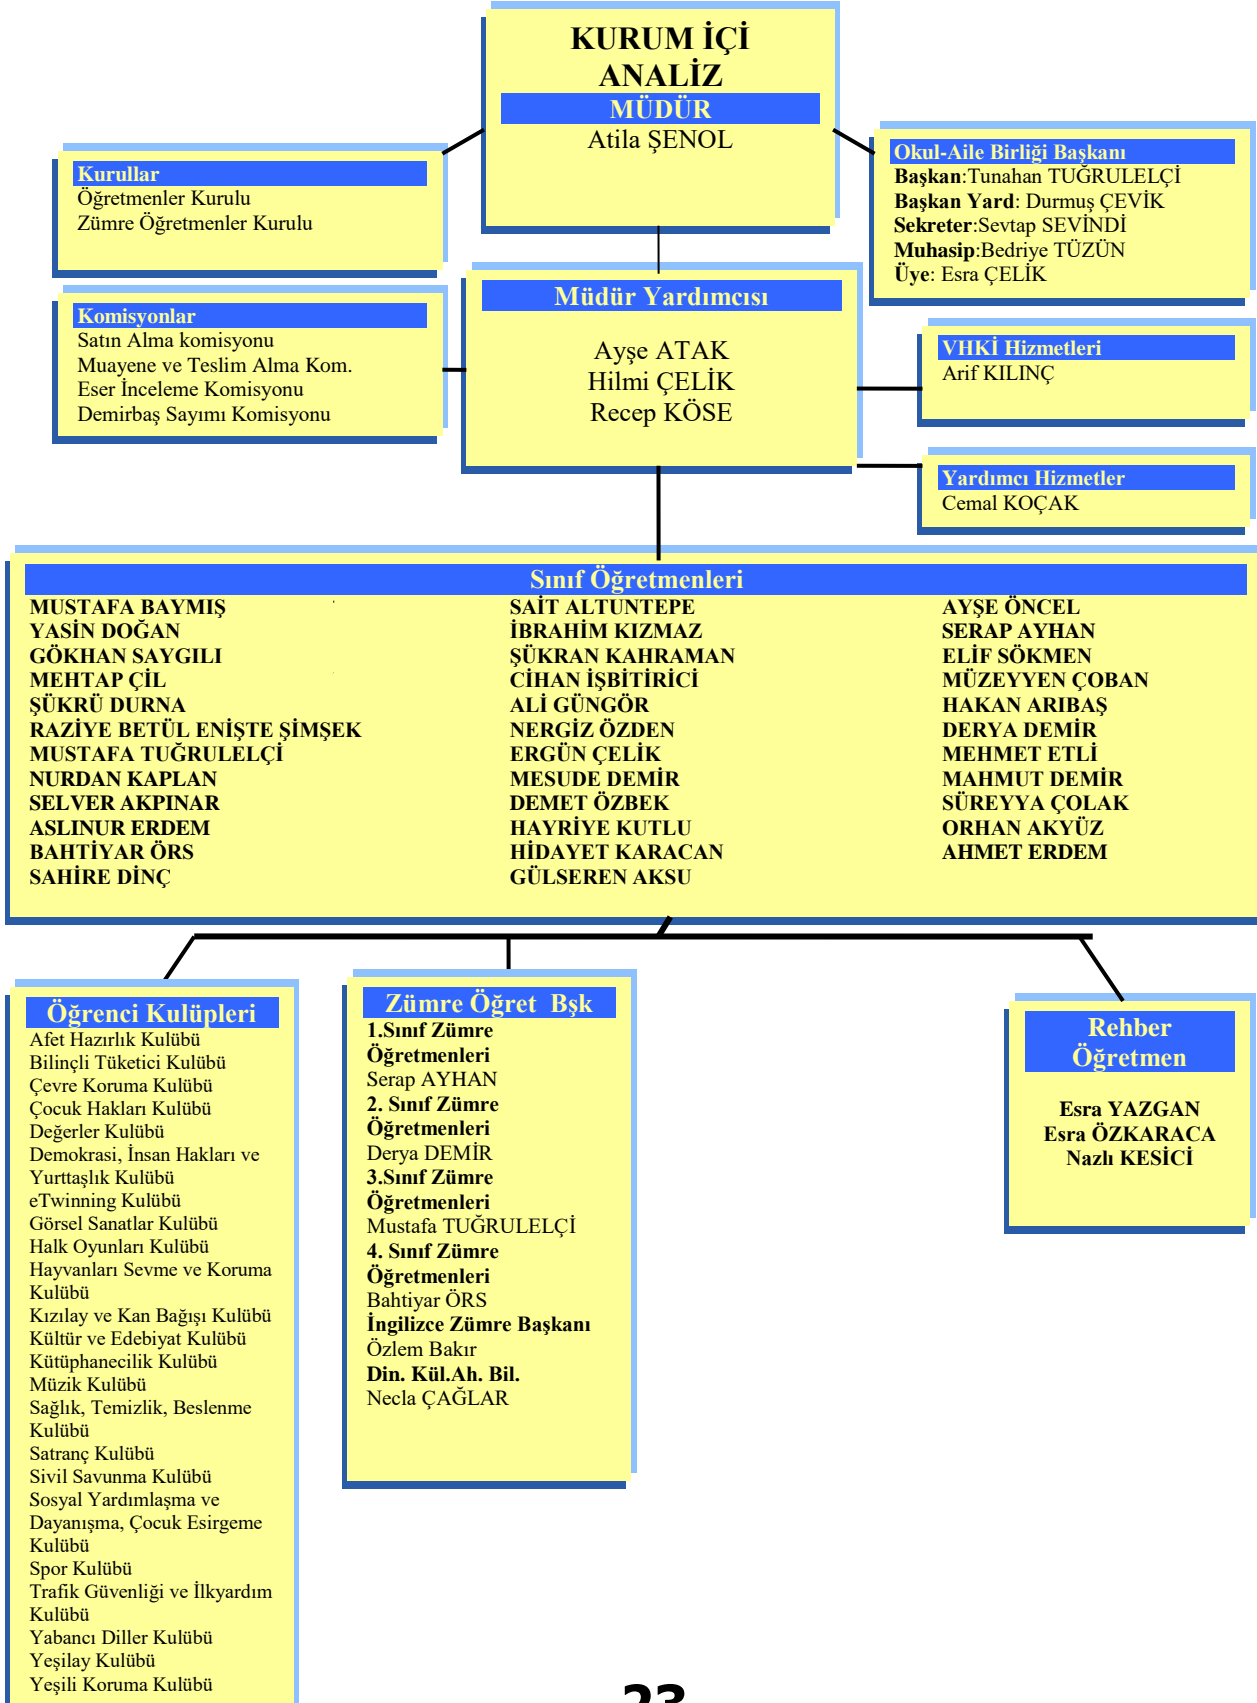 KURUM İÇİ
ANALİZ
MÜDÜR
Atila ŞENOL
Kurullar
Öğretmenler Kurulu
Zümre Öğretmenler Kurulu
Okul-Aile Birliği Başkanı
Başkan:Tunahan TUĞRULELÇİ
Başkan Yard: Durmuş ÇEVİK
Sekreter:Sevtap SEVİNDİ
Muhasip:Bedriye TÜZÜN
Üye: Esra ÇELİK
Komisyonlar
Satın Alma komisyonu
Muayene ve Teslim Alma Kom.
Eser İnceleme Komisyonu
Demirbaş Sayımı Komisyonu
Müdür Yardımcısı
Ayşe ATAK
Hilmi ÇELİK
Recep KÖSE
VHKİ Hizmetleri
Arif KILINÇ
Yardımcı Hizmetler
Cemal KOÇAK
Sınıf Öğretmenleri
MUSTAFA BAYMIŞ
YASİN DOĞAN
GÖKHAN SAYGILI
MEHTAP ÇİL
ŞÜKRÜ DURNA
RAZİYE BETÜL ENİŞTE ŞİMŞEK
MUSTAFA TUĞRULELÇİ
NURDAN KAPLAN
SELVER AKPINAR
ASLINUR ERDEM
BAHTİYAR ÖRS
SAHİRE DİNÇ
SAİT ALTUNTEPE
İBRAHİM KIZMAZ
ŞÜKRAN KAHRAMAN
CİHAN İŞBİTİRİCİ
ALİ GÜNGÖR
NERGİZ ÖZDEN
ERGÜN ÇELİK
MESUDE DEMİR
DEMET ÖZBEK
HAYRİYE KUTLU
HİDAYET KARACAN
GÜLSEREN AKSU
AYŞE ÖNCEL
SERAP AYHAN
ELİF SÖKMEN
MÜZEYYEN ÇOBAN
HAKAN ARIBAŞ
DERYA DEMİR
MEHMET ETLİ
MAHMUT DEMİR
SÜREYYA ÇOLAK
ORHAN AKYÜZ
AHMET ERDEM
Öğrenci Kulüpleri
Afet Hazırlık Kulübü
Bilinçli Tüketici Kulübü
Çevre Koruma Kulübü
Çocuk Hakları Kulübü
Değerler Kulübü
Demokrasi, İnsan Hakları ve
Yurttaşlık Kulübü
eTwinning Kulübü
Görsel Sanatlar Kulübü
Halk Oyunları Kulübü
Hayvanları Sevme ve Koruma
Kulübü
Kızılay ve Kan Bağışı Kulübü
Kültür ve Edebiyat Kulübü
Kütüphanecilik Kulübü
Müzik Kulübü
Sağlık, Temizlik, Beslenme
Kulübü
Satranç Kulübü
Sivil Savunma Kulübü
Sosyal Yardımlaşma ve
Dayanışma, Çocuk Esirgeme
Kulübü
Spor Kulübü
Trafik Güvenliği ve İlkyardım
Kulübü
Yabancı Diller Kulübü
Yeşilay Kulübü
Yeşili Koruma Kulübü
Zümre Öğret  Bşk
1.Sınıf Zümre
Öğretmenleri
Serap AYHAN
2. Sınıf Zümre
Öğretmenleri
Derya DEMİR
3.Sınıf Zümre
Öğretmenleri
Mustafa TUĞRULELÇİ
4. Sınıf Zümre
Öğretmenleri
Bahtiyar ÖRS
İngilizce Zümre Başkanı
Özlem Bakır
Din. Kül.Ah. Bil.
Necla ÇAĞLAR
Rehber
Öğretmen
Esra YAZGAN
Esra ÖZKARACA
Nazlı KESİCİ
23